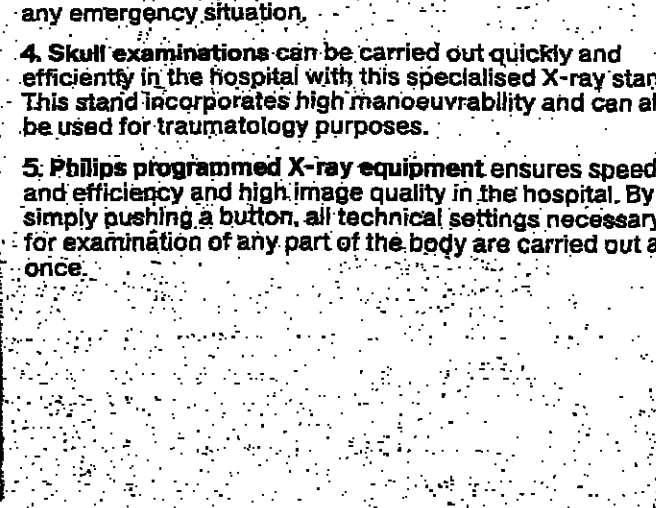 any emergency situation.
4. Skull examinations can be carried out quickly and
efficiently in the hospital with this specialised X-ray stan
This stand incorporates high manoeuvrability and can al
be used for traumatology purposes.
5. Philips programmed X-ray equipment ensures speed
and efficiency and high image quality in the hospital. By
simply pushing a button, all technical settings necessary
for examination of any part of the body are carried out a
once.